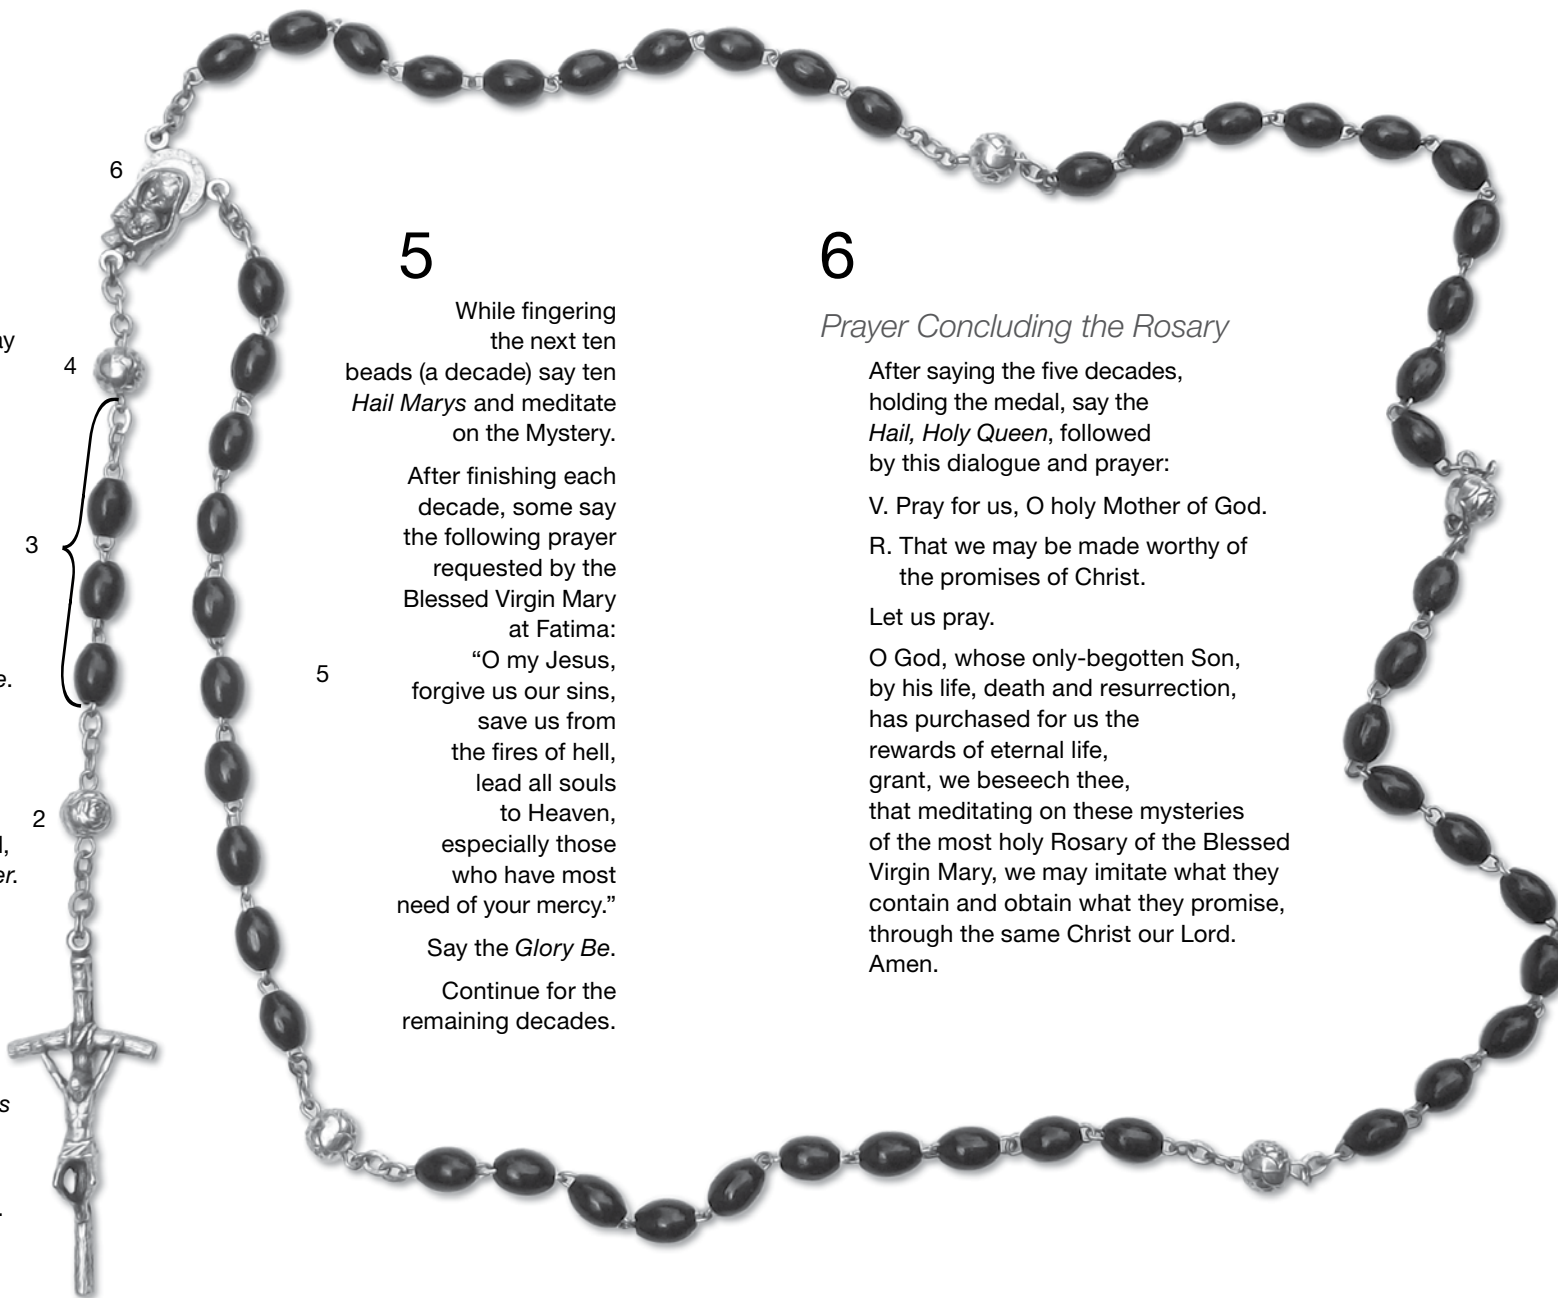 6
4
3
2
5
5
While fingering
the next ten
beads (a decade) say ten
Hail Marys and meditate
on the Mystery.
After finishing each
decade, some say
the following prayer
requested by the
Blessed Virgin Mary
at Fatima:
“O my Jesus,
forgive us our sins,
save us from
the fires of hell,
lead all souls
to Heaven,
especially those
who have most
need of your mercy.”
Say the Glory Be.
Continue for the
remaining decades.
6
Prayer Concluding the Rosary
After saying the five decades,
holding the medal, say the
Hail, Holy Queen, followed
by this dialogue and prayer:
V. Pray for us, O holy Mother of God.
R. That we may be made worthy of
the promises of Christ.
Let us pray.
O God, whose only-begotten Son,
by his life, death and resurrection,
has purchased for us the
rewards of eternal life,
grant, we beseech thee,
that meditating on these mysteries
of the most holy Rosary of the Blessed
Virgin Mary, we may imitate what they
contain and obtain what they promise,
through the same Christ our Lord.
Amen.